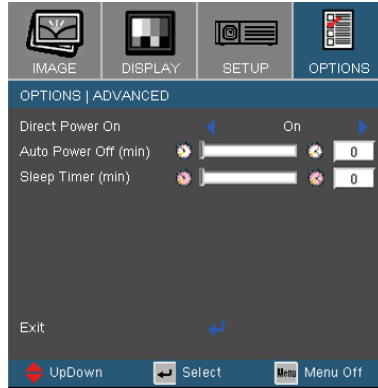 IMAGE DISPLAY SETUP OPTIONS
OPTIONS | ADVANCED
Direct Power On On
Auto Power Off (min) 0
Sleep Timer (min) 0
Exit
UpDown Select Menu Menu Off